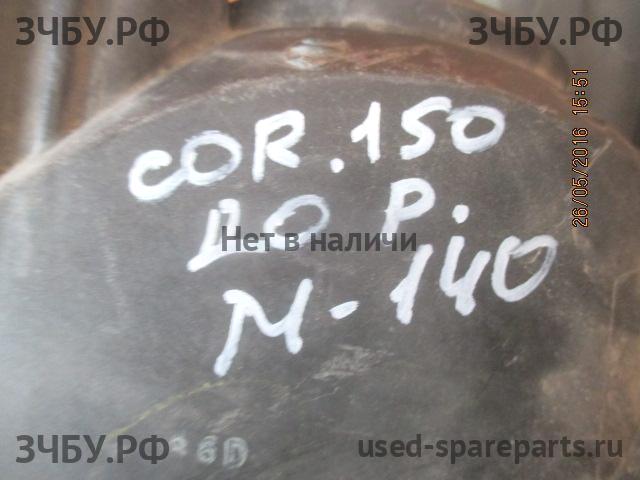 ЗЧБУ.РФ
ЗЧБУ.РФ
COR.150
26/05/2016 15:51
ДО Р.
Нет в наличи
М-140
ЗЧБУ.РФ
used-spareparts.ru